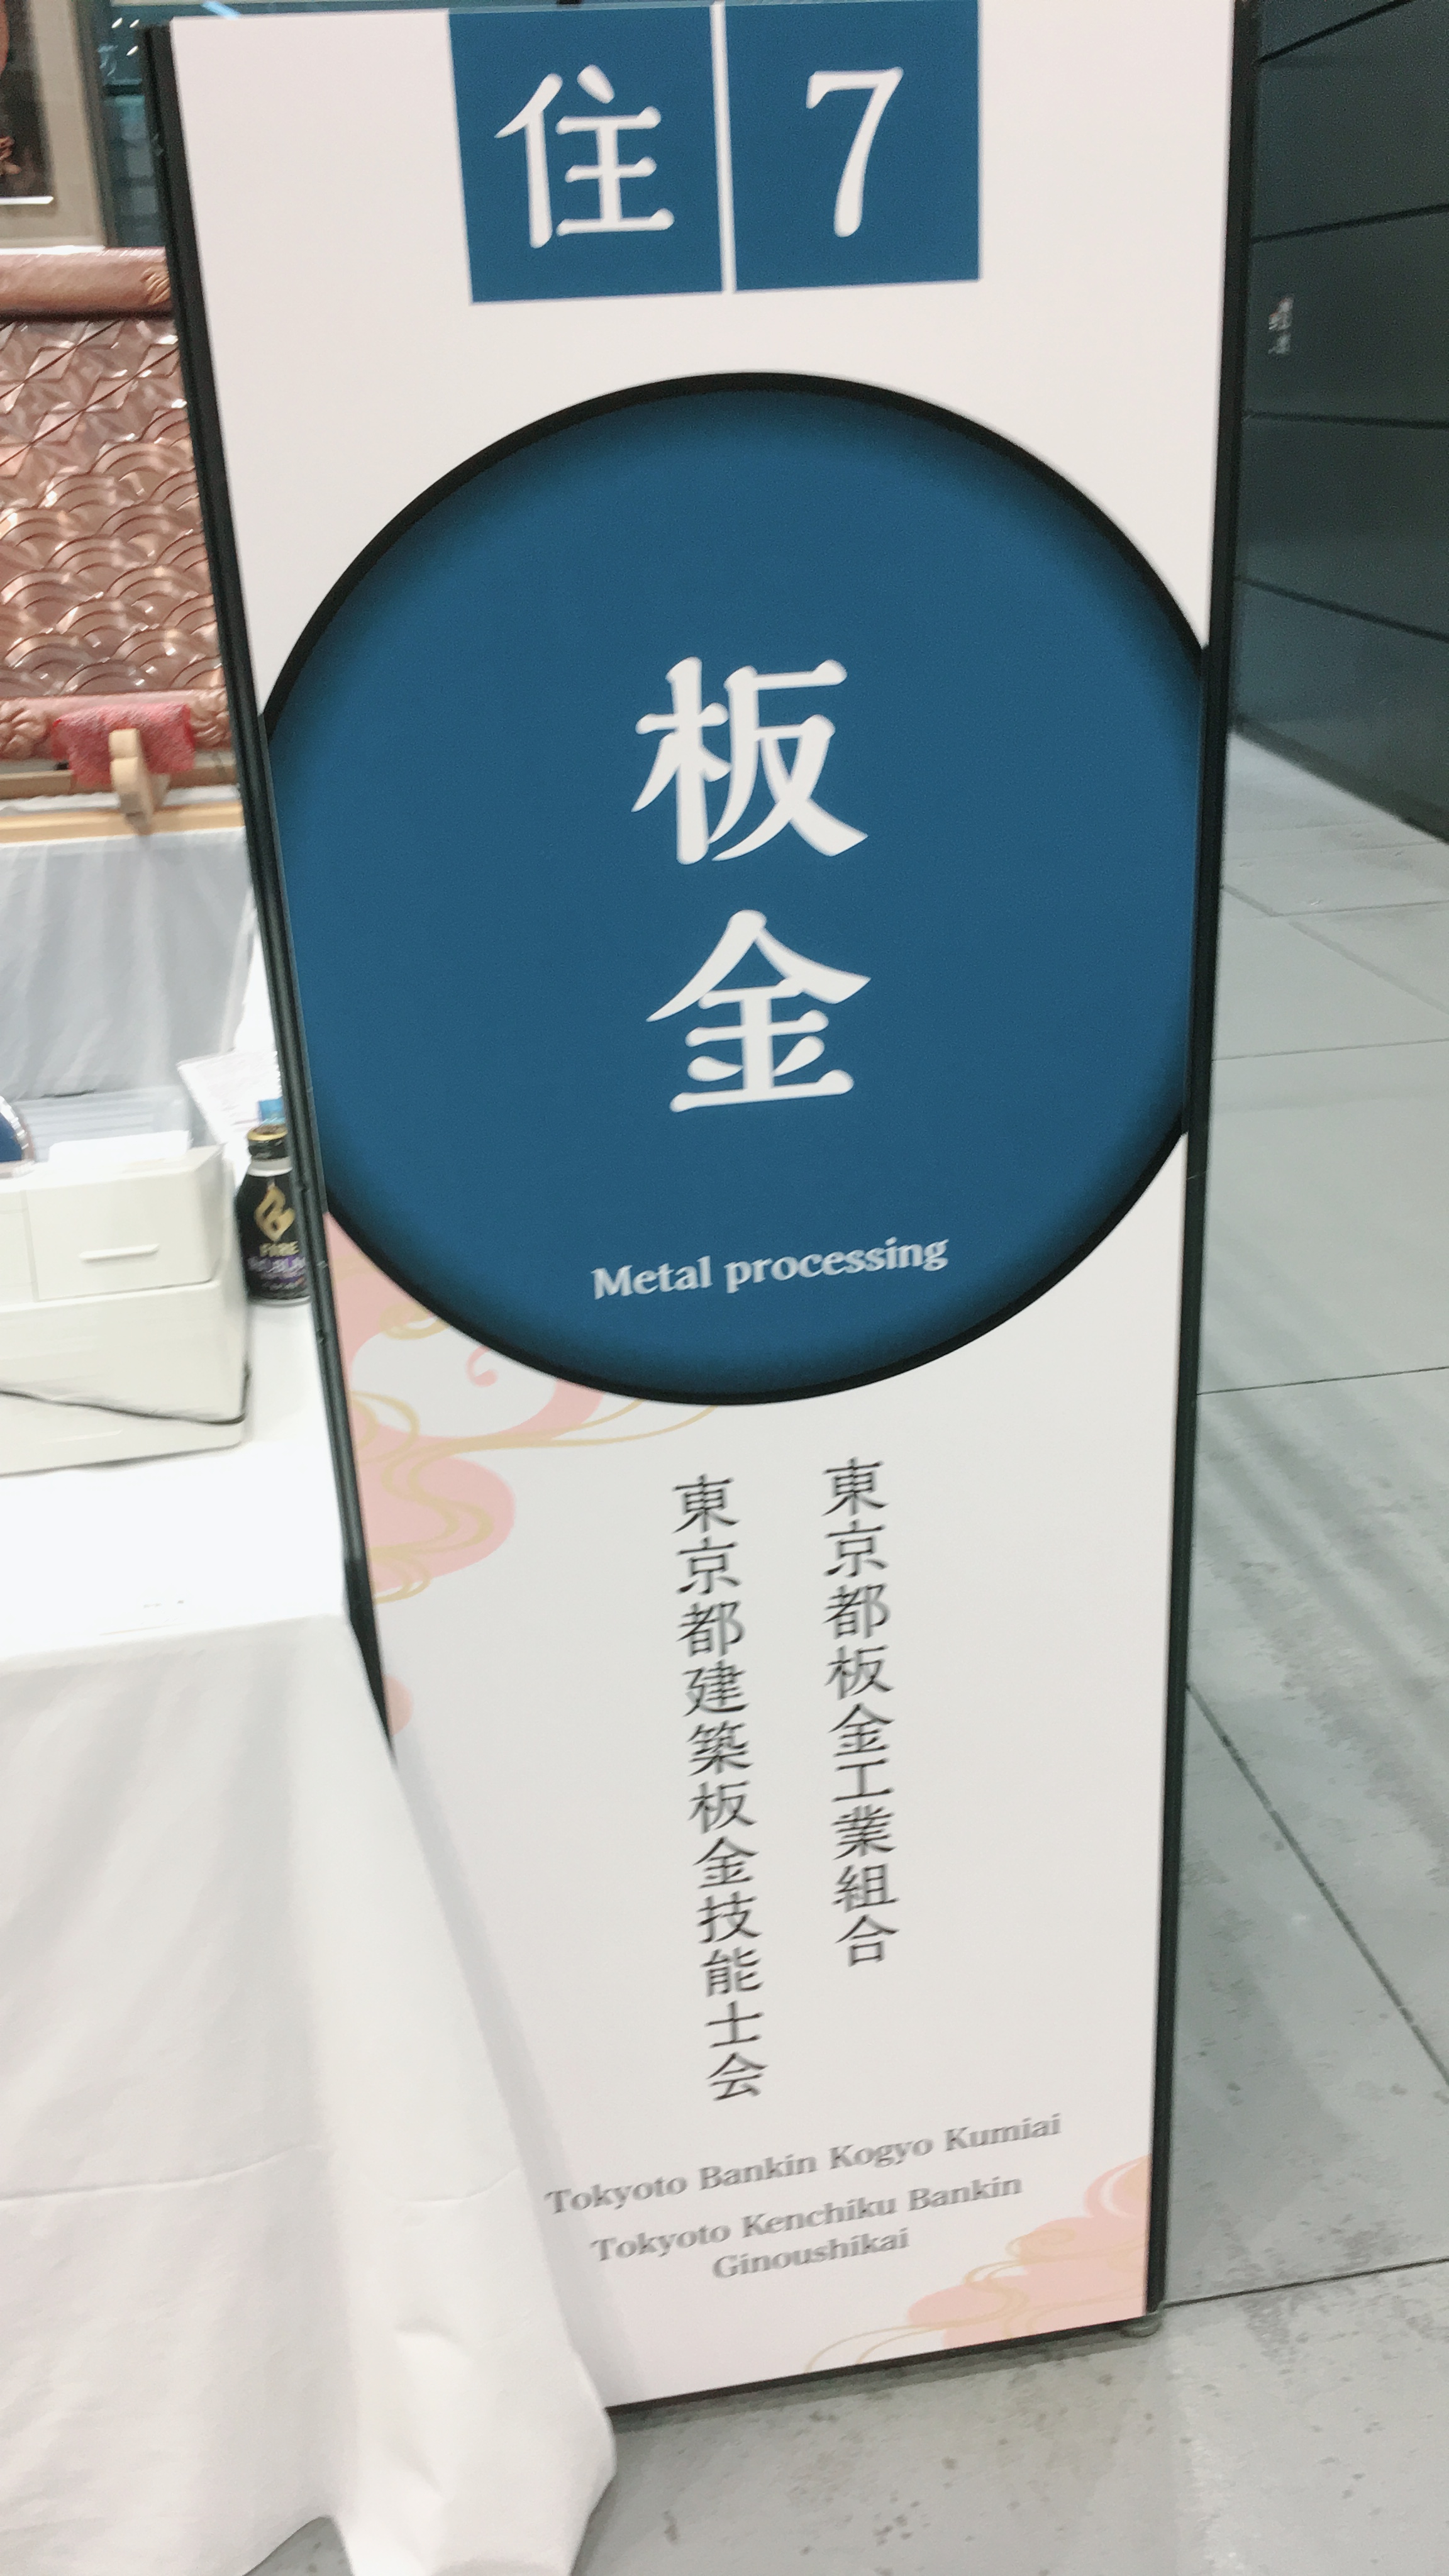 住 7
板金
Metal processing
東京都板金工業組合
東京都建築板金技能士会
Tokyoto Bankin Kogyo Kumiai
Tokyoto Kenchiku Bankin
Ginoushikai
FIRE